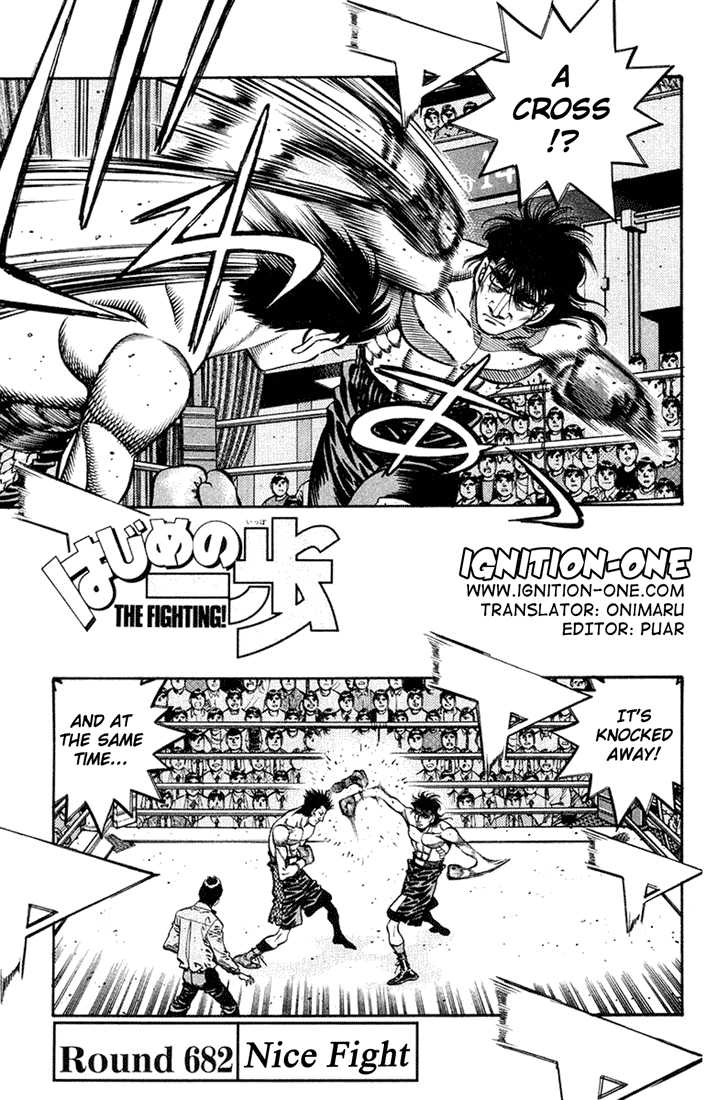 A
CROSS
!?
14
はじめの一歩
いっぽ
THE FIGHTING!
IGNITION-ONE
WWW.IGNITION-ONE.COM
TRANSLATOR: ONIMARU
EDITOR: PUAR
IT'S
KNOCKED
AWAY!
AND AT
THE SAME
TIME...
Round 682
Nice Fight